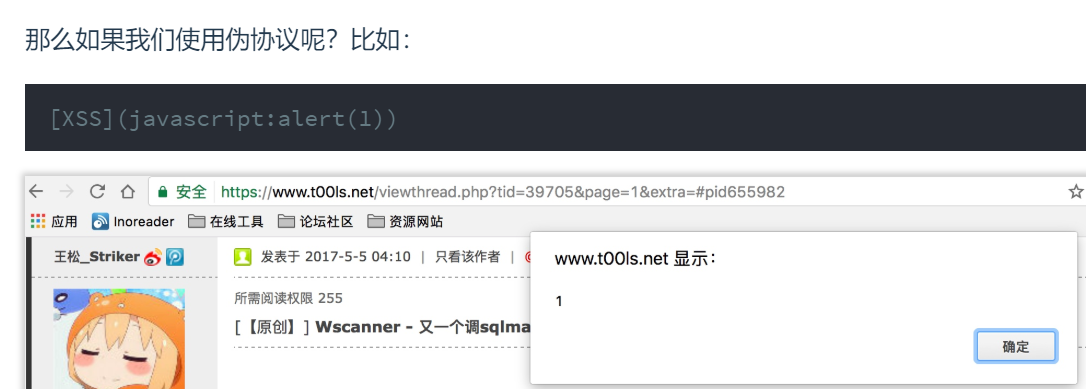 那么如果我们使用伪协议呢？比如：
[XSS](javascript:alert(1))
安全 https://www.t00ls.net/viewthread.php?tid=39705&page=1&extra=#pid655982
应用 Inoreader 在线工具 论坛社区 资源网站
王松_Striker 发表于 2017-5-5 04:10 | 只看该作者 |
www.t00ls.net 显示：
所需阅读权限 255
1
[【原创】] Wscanner - 又一个调sqlma
确定